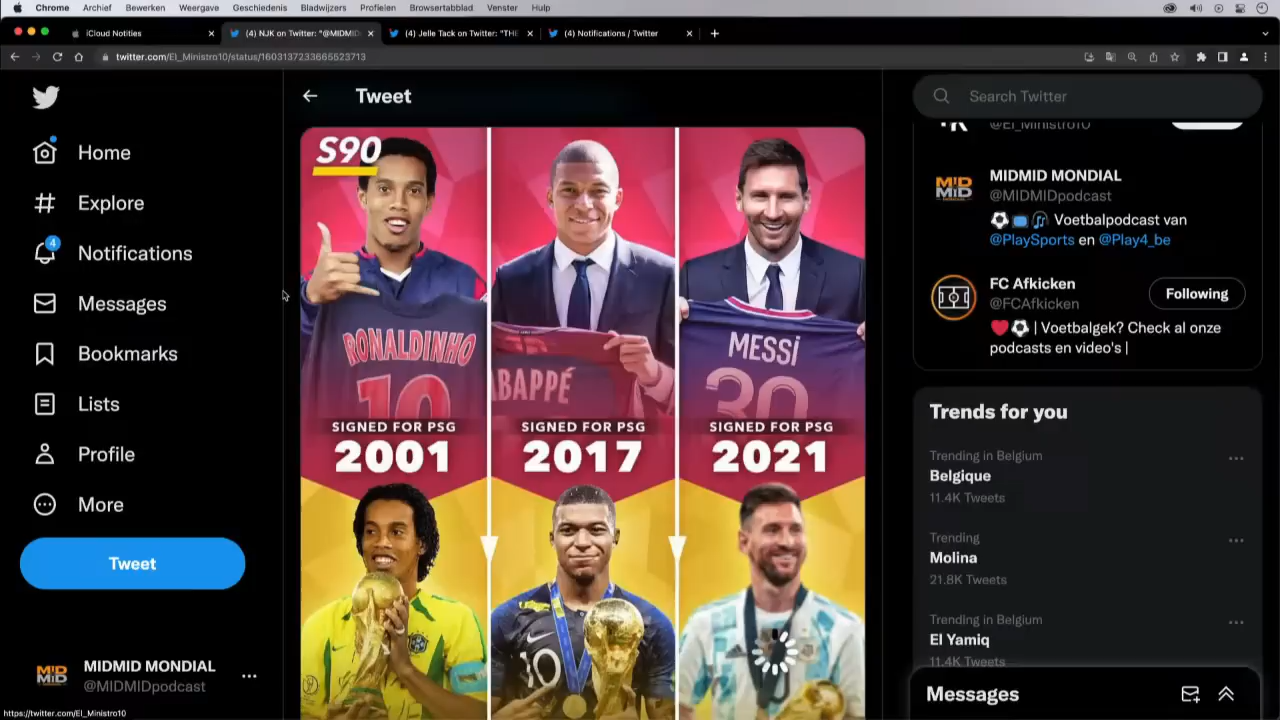 Chrome Archief Bewerken Weergave Geschiedenis Bladwijzers Profielen Browsertabblad Venster Help
iCloud Notities
(4) NJK on Twitter: "@MIDMID
(4) Jelle Tack on Twitter: "THE
(4) Notifications / Twitter
twitter.com/El_Ministro10/status/1603137233665523713
Home
Explore
4
Notifications
Messages
Bookmarks
Lists
Profile
More
Tweet
MIDMID MONDIAL
@MIDMIDpodcast
https://twitter.com/El_Ministro10
Tweet
S90
RONALDINHO
10
ABAPPÉ
MESSI
30
SIGNED FOR PSG
2001
SIGNED FOR PSG
2017
SIGNED FOR PSG
2021
10
Search Twitter
@El_Ministro10
MIDMID
MIDMID MONDIAL
@MIDMIDpodcast
Voetbalpodcast van
@PlaySports en @Play4_be
FC Afkicken
@FCAfkicken
Following
| Voetbalgek? Check al onze
podcasts en video's |
Trends for you
Trending in Belgium
Belgique
11.4K Tweets
Trending
Molina
21.8K Tweets
Trending in Belgium
El Yamiq
11.4K Tweets
Messages